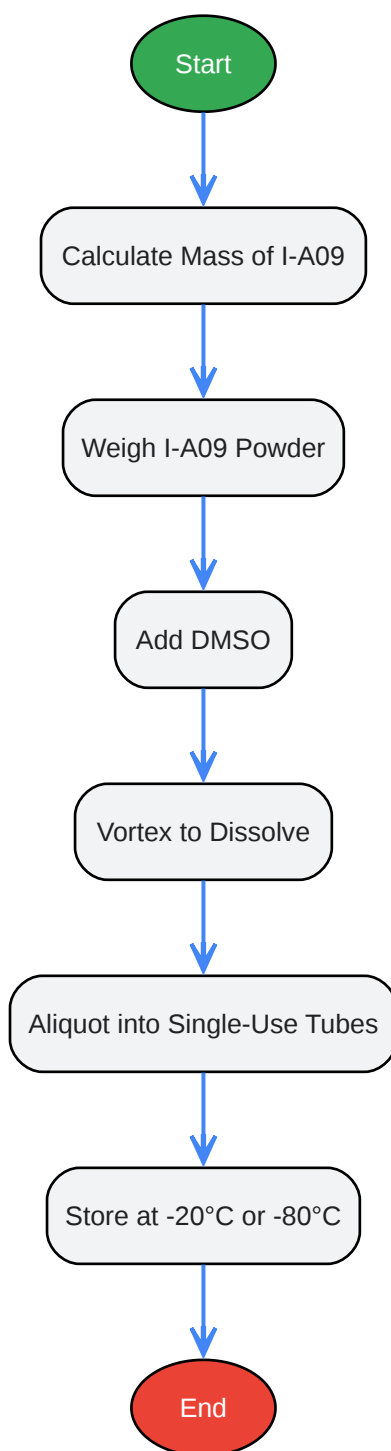 Start
Calculate Mass of I-A09
Weigh I-A09 Powder
Add DMSO
Vortex to Dissolve
Aliquot into Single-Use Tubes
Store at -20°C or -80°C
End